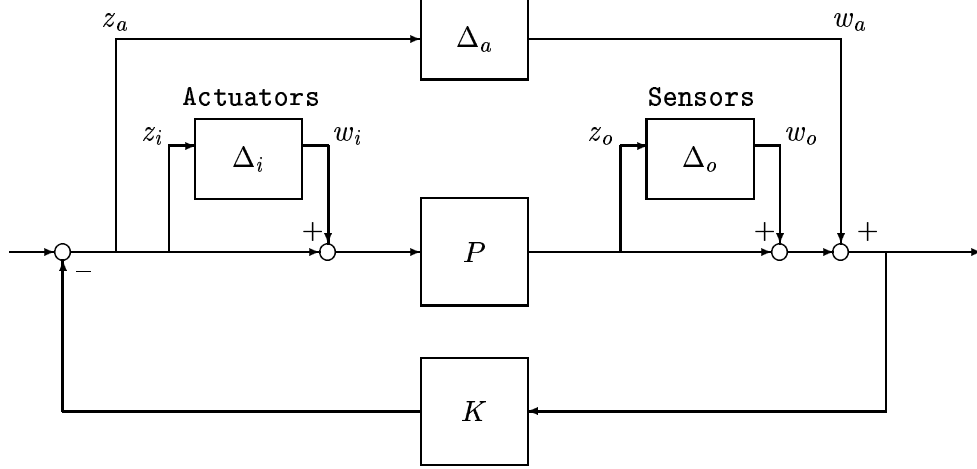 z_a Δ_a w_a
Actuators Sensors
z_i Δ_i w_i z_o Δ_o w_o
+ P + +
−
K